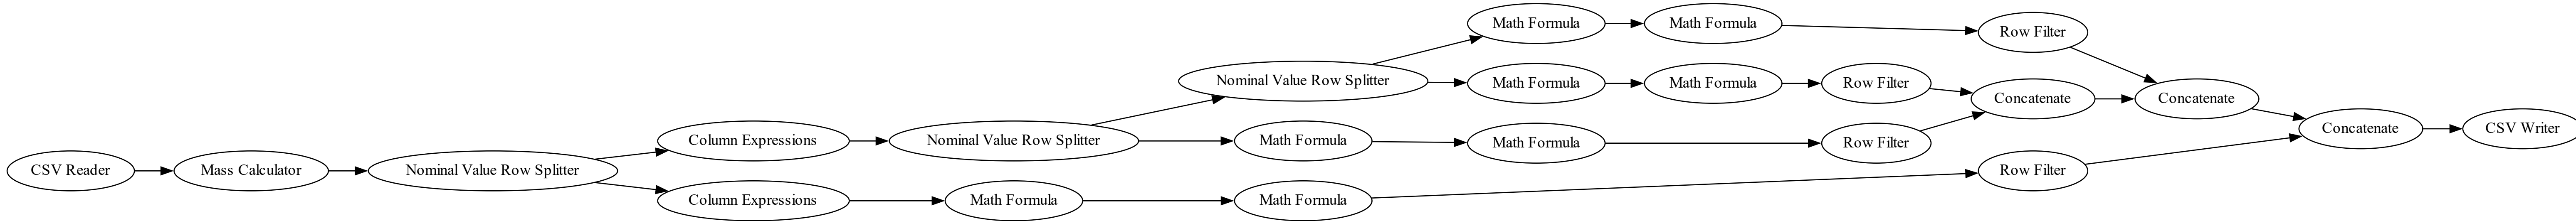 Math Formula
Math Formula
Row Filter
Nominal Value Row Splitter
Math Formula
Math Formula
Row Filter
Concatenate
Concatenate
Column Expressions
Nominal Value Row Splitter
Math Formula
Math Formula
Row Filter
Concatenate
CSV Writer
CSV Reader
Mass Calculator
Nominal Value Row Splitter
Row Filter
Column Expressions
Math Formula
Math Formula